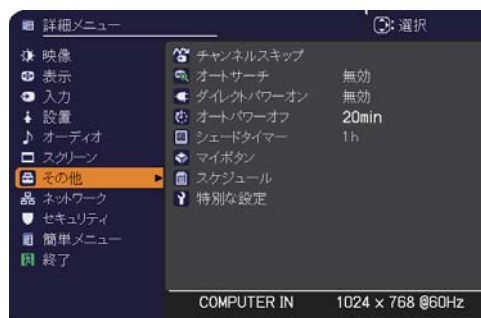 詳細メニュー
:選択
映像
表示
入力
設置
オーディオ
スクリーン
その他
ネットワーク
セキュリティ
簡単メニュー
終了
チャンネルスキップ
オートサーチ 無効
ダイレクトパワーオン 無効
オートパワーオフ 20min
シェードタイマー 1h
マイボタン
スケジュール
特別な設定
COMPUTER IN 1024 x 768 @60Hz